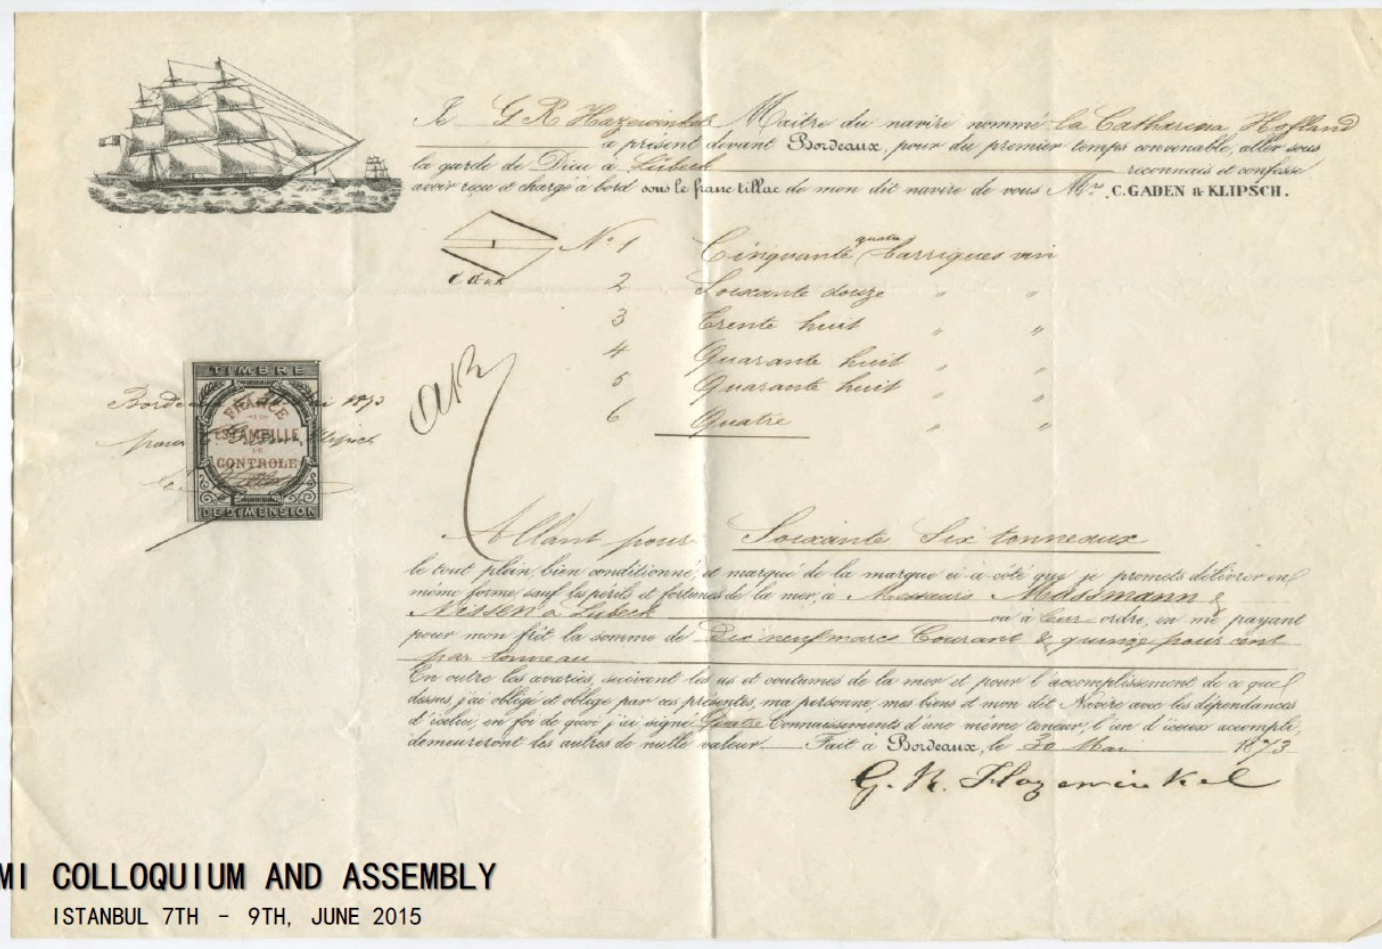 Je G R Hazewinkel Maître du navire nommé la Catharina Hofland
à présent devant Bordeaux, pour du premier temps convenable, aller sous
la garde de Dieu à Lübeck reconnais et confesse
avoir reçu et chargé à bord sous le franc tillac de mon dit navire de vous Mrs. C. GADEN & KLIPSCH.
No 1 Cinquante quatre barriques vin
2 Soixante douze " "
3 Trente huit " "
4 Quarante huit " "
5 Quarante huit " "
6 Quatre " "
TIMBRE
FRANCE
ESTAMPILLE
DE
CONTROLE
DE DIMENSION
Bordeaux Mai 1873
pour Klipsch
Allant pour Soixante Six tonneaux
le tout plein, bien conditionné, et marqué de la marque ci à côté que je promets délivrer en
même forme, sauf les périls et fortunes de la mer, à Messieurs Massmann &
Nissen à Lubeck ou à leur ordre, en me payant
pour mon frêt la somme de Dix neuf marcs Courant & quinze pour cent
par tonneau
En outre les avaries, suivant les us et coutumes de la mer et pour l'accomplissement de ce que
dessus, j'ai obligé et oblige par ces présentes, ma personne, mes biens et mon dit Navire avec les dépendances
d'icelui, en foi de quoi j'ai signé Quatre Connaissements d'une même teneur, l'un d'iceux accompli,
demeureront les autres de nulle valeur. Fait à Bordeaux, le 30 Mai 1873
G. R. Hazewinkel
MI COLLOQUIUM AND ASSEMBLY
ISTANBUL 7TH - 9TH, JUNE 2015